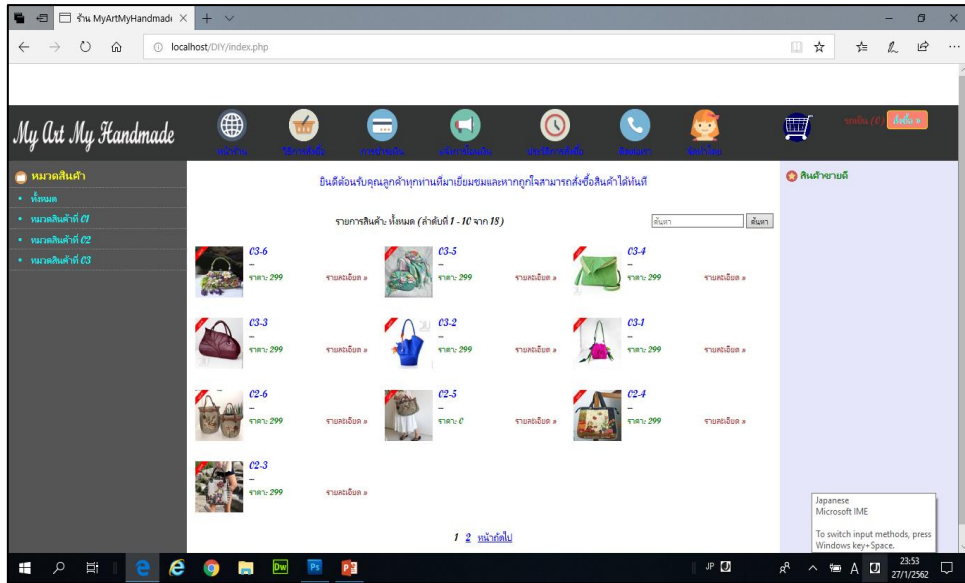 ร้าน MyArtMyHandmade
localhost/DIY/index.php
My Art My Handmade
หน้าร้าน วิธีการสั่งซื้อ การชำระเงิน แจ้งการโอนเงิน ประวัติการสั่งซื้อ ติดต่อเรา จัดทำโดย
รถเข็น (0) สั่งซื้อ »
หมวดสินค้า
ทั้งหมด
หมวดสินค้าที่ C1
หมวดสินค้าที่ C2
หมวดสินค้าที่ C3
ยินดีต้อนรับคุณลูกค้าทุกท่านที่มาเยี่ยมชมและหากถูกใจสามารถสั่งซื้อสินค้าได้ทันที
สินค้าขายดี
รายการสินค้า: ทั้งหมด (ลำดับที่ 1 - 10 จาก 18)
ค้นหา ค้นหา
C3-6 C3-5 C3-4
... ... ...
ราคา: 299 รายละเอียด » ราคา: 299 รายละเอียด » ราคา: 299 รายละเอียด »
C3-3 C3-2 C3-1
... ... ...
ราคา: 299 รายละเอียด » ราคา: 299 รายละเอียด » ราคา: 299 รายละเอียด »
C2-6 C2-5 C2-4
... ... ...
ราคา: 299 รายละเอียด » ราคา: 0 รายละเอียด » ราคา: 299 รายละเอียด »
C2-3
...
ราคา: 299 รายละเอียด »
1 2 หน้าถัดไป
Japanese
Microsoft IME
To switch input methods, press
Windows key+Space.
Dw Ps JP A J
23:53
27/1/2562